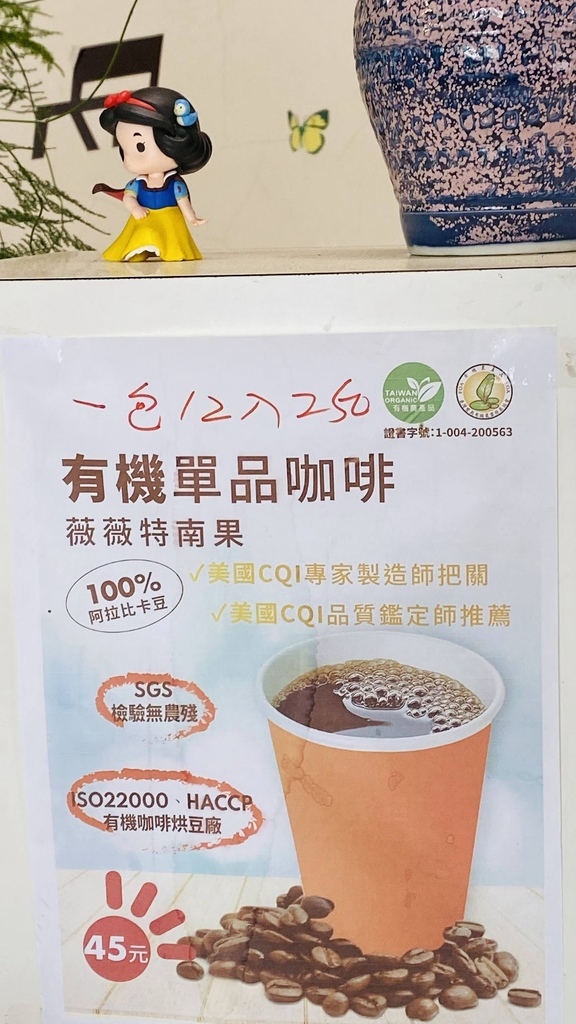 一包12入250
TAIWAN
ORGANIC
有機農產品
證書字號:1-004-200563
有機單品咖啡
薇薇特南果
100%
阿拉比卡豆
✓美國CQI專家製造師把關
✓美國CQI品質鑑定師推薦
SGS
檢驗無農殘
ISO22000、HACCP
有機咖啡烘豆廠
45元